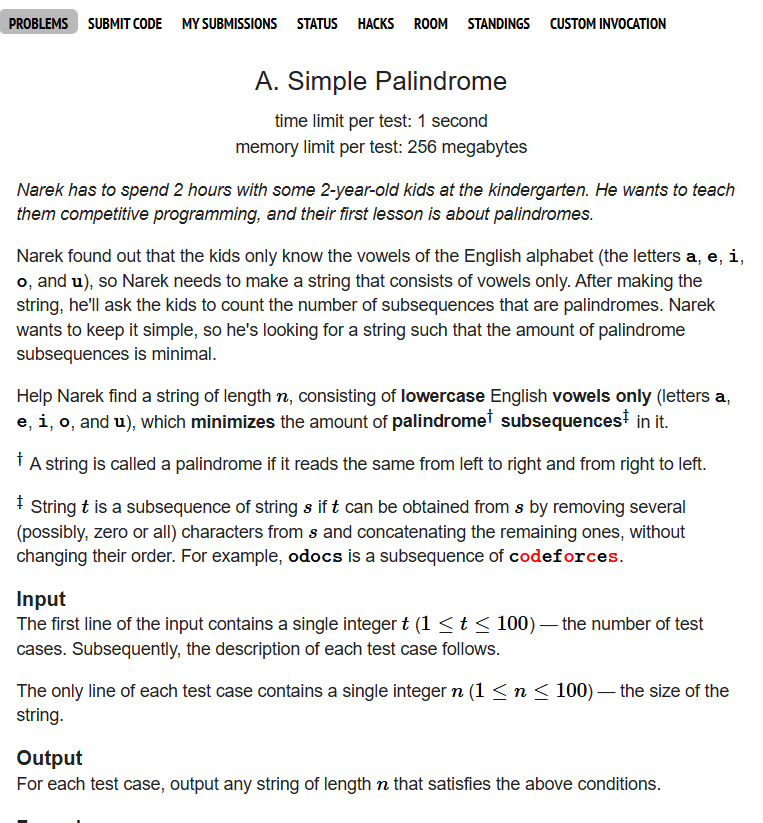 PROBLEMS SUBMIT CODE MY SUBMISSIONS STATUS HACKS ROOM STANDINGS CUSTOM INVOCATION
A. Simple Palindrome
time limit per test: 1 second
memory limit per test: 256 megabytes
Narek has to spend 2 hours with some 2-year-old kids at the kindergarten. He wants to teach
them competitive programming, and their first lesson is about palindromes.
Narek found out that the kids only know the vowels of the English alphabet (the letters a, e, i,
o, and u), so Narek needs to make a string that consists of vowels only. After making the
string, he'll ask the kids to count the number of subsequences that are palindromes. Narek
wants to keep it simple, so he's looking for a string such that the amount of palindrome
subsequences is minimal.
Help Narek find a string of length n, consisting of lowercase English vowels only (letters a,
e, i, o, and u), which minimizes the amount of palindrome† subsequences‡ in it.
† A string is called a palindrome if it reads the same from left to right and from right to left.
‡ String t is a subsequence of string s if t can be obtained from s by removing several
(possibly, zero or all) characters from s and concatenating the remaining ones, without
changing their order. For example, odocs is a subsequence of codeforces.
Input
The first line of the input contains a single integer t (1 ≤ t ≤ 100) — the number of test
cases. Subsequently, the description of each test case follows.
The only line of each test case contains a single integer n (1 ≤ n ≤ 100) — the size of the
string.
Output
For each test case, output any string of length n that satisfies the above conditions.